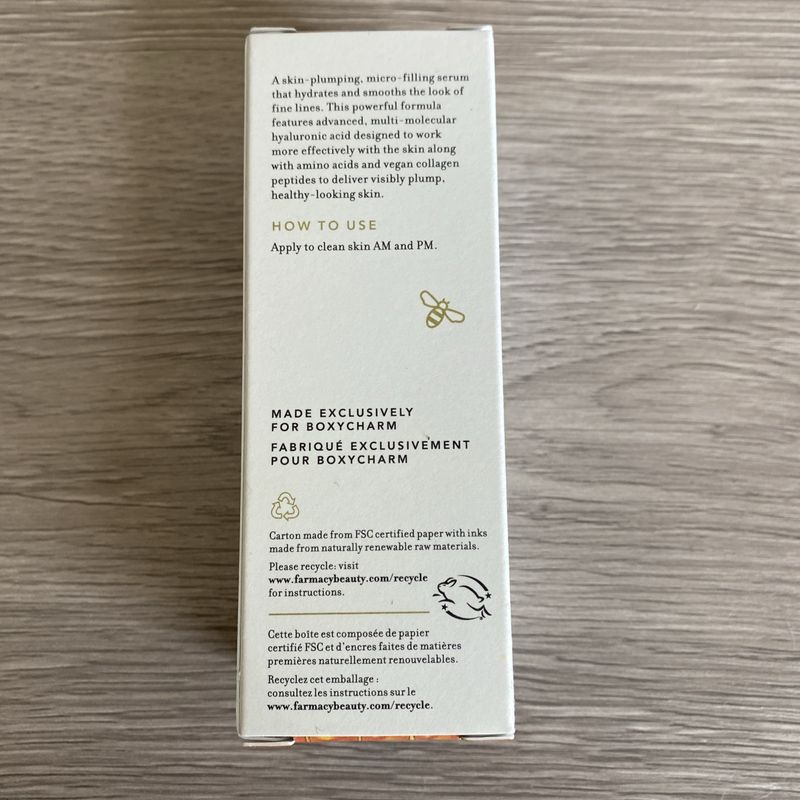 A skin-plumping, micro-filling serum
that hydrates and smooths the look of
fine lines. This powerful formula
features advanced, multi-molecular
hyaluronic acid designed to work
more effectively with the skin along
with amino acids and vegan collagen
peptides to deliver visibly plump,
healthy-looking skin.
HOW TO USE
Apply to clean skin AM and PM.
MADE EXCLUSIVELY
FOR BOXYCHARM
FABRIQUÉ EXCLUSIVEMENT
POUR BOXYCHARM
Carton made from FSC certified paper with inks
made from naturally renewable raw materials.
Please recycle: visit
www.farmacybeauty.com/recycle
for instructions.
Cette boîte est composée de papier
certifié FSC et d'encres faites de matières
premières naturellement renouvelables.
Recyclez cet emballage :
consultez les instructions sur le
www.farmacybeauty.com/recycle.